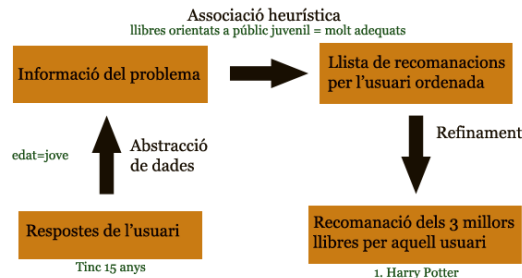 Associació heurística
llibres orientats a públic juvenil = molt adequats
Informació del problema
Llista de recomanacions
per l'usuari ordenada
edat=jove
Abstracció
de dades
Refinament
Respostes de l'usuari
Recomanació dels 3 millors
llibres per aquell usuari
Tinc 15 anys
1. Harry Potter